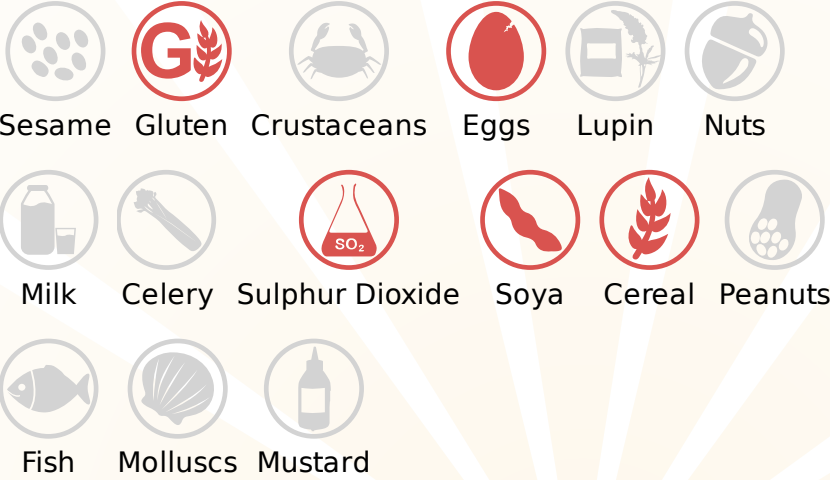 G
Sesame Gluten Crustaceans Eggs Lupin Nuts
SO₂
Milk Celery Sulphur Dioxide Soya Cereal Peanuts
Fish Molluscs Mustard